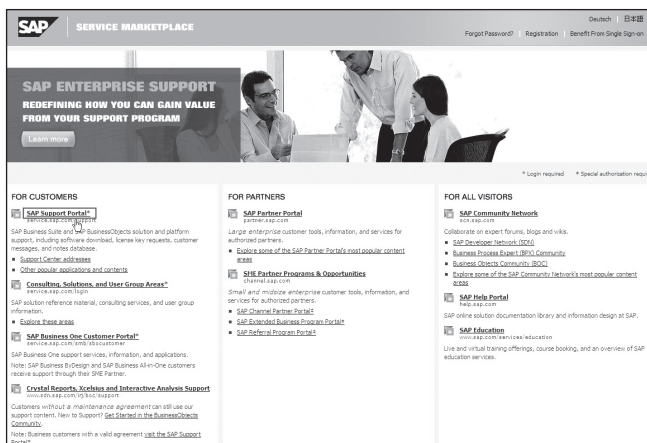 SAP
SERVICE MARKETPLACE
Deutsch | 日本語
Forgot Password? | Registration | Benefit From Single Sign-on
SAP ENTERPRISE SUPPORT
REDEFINING HOW YOU CAN GAIN VALUE
FROM YOUR SUPPORT PROGRAM
Learn more
* Login required ‡ Special authorization requi
FOR CUSTOMERS
SAP Support Portal*
service.sap.com/support
SAP Business Suite and SAP BusinessObjects solution and platform
support, including software download, license key requests, customer
messages, and notes database.
Support Center addresses
Other popular applications and contents
Consulting, Solutions, and User Group Areas*
service.sap.com/login
SAP solution reference material, consulting services, and user group
information.
Explore these areas
SAP Business One Customer Portal*
service.sap.com/smb/sbocustomer
SAP Business One support services, information, and applications.
Note: SAP Business ByDesign and SAP Business All-in-One customers
receive support through their SME Partner.
Crystal Reports, Xcelsius and Interactive Analysis Support
www.sdn.sap.com/irj/boc/support
Customers without a maintenance agreement can still use our
support content. New to Support? Get Started in the BusinessObjects
Community.
Note: Business customers with a valid agreement visit the SAP Support
Portal*
FOR PARTNERS
SAP Partner Portal
partner.sap.com
Large enterprise customer tools, information, and services for
authorized partners.
Explore some of the SAP Partner Portal's most popular content
areas
SME Partner Programs & Opportunities
channel.sap.com
Small and midsize enterprise customer tools, information, and
services for authorized partners.
SAP Channel Partner Portal‡
SAP Extended Business Program Portal‡
SAP Referral Program Portal‡
FOR ALL VISITORS
SAP Community Network
scn.sap.com
Collaborate on expert forums, blogs and wikis.
SAP Developer Network (SDN)
Business Process Expert (BPX) Community
Business Objects Community (BOC)
Explore some of the SAP Community Network's most popular content
areas
SAP Help Portal
help.sap.com
SAP online solution documentation library and information design at SAP.
SAP Education
www.sap.com/services/education
Live and virtual training offerings, course booking, and an overview of SAP
education services.